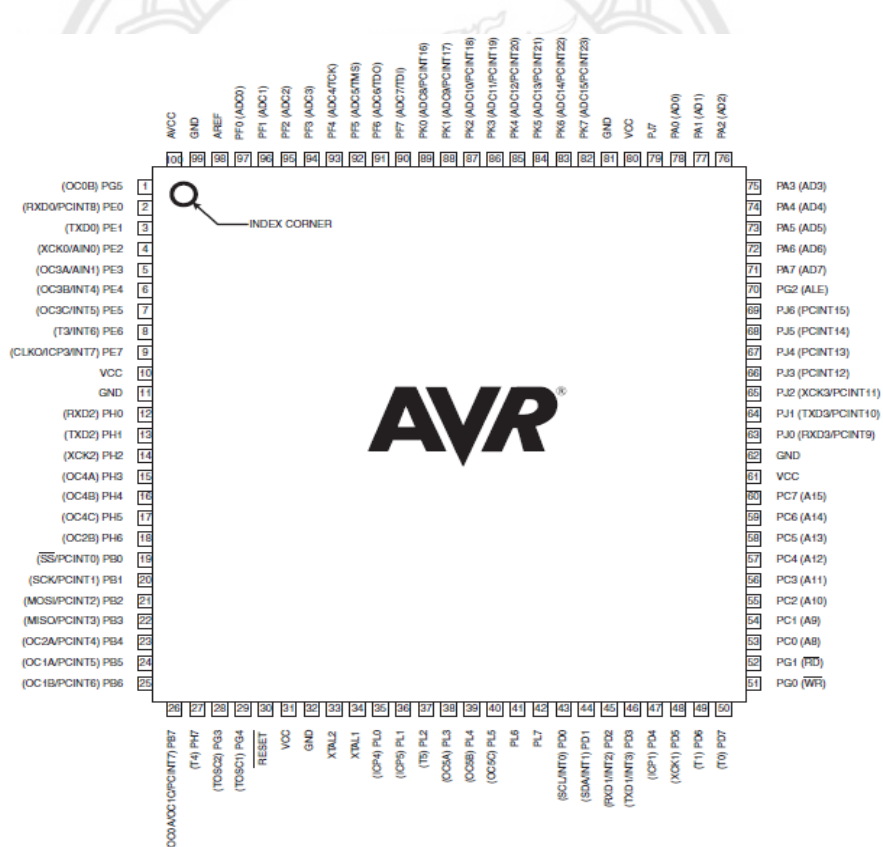 AVCC
GND
AREF
PF0 (ADC0)
PF1 (ADC1)
PF2 (ADC2)
PF3 (ADC3)
PF4 (ADC4/TCK)
PF5 (ADC5/TMS)
PF6 (ADC6/TDO)
PF7 (ADC7/TDI)
PK0 (ADC8/PCINT16)
PK1 (ADC9/PCINT17)
PK2 (ADC10/PCINT18)
PK3 (ADC11/PCINT19)
PK4 (ADC12/PCINT20)
PK5 (ADC13/PCINT21)
PK6 (ADC14/PCINT22)
PK7 (ADC15/PCINT23)
GND
VCC
PJ7
PA0 (AD0)
PA1 (AD1)
PA2 (AD2)
100 99 98 97 96 95 94 93 92 91 90 89 88 87 86 85 84 83 82 81 80 79 78 77 76
(OC0B) PG5 1
(RXD0/PCINT8) PE0 2
(TXD0) PE1 3
(XCK0/AIN0) PE2 4
(OC3A/AIN1) PE3 5
(OC3B/INT4) PE4 6
(OC3C/INT5) PE5 7
(T3/INT6) PE6 8
(CLKO/ICP3/INT7) PE7 9
VCC 10
GND 11
(RXD2) PH0 12
(TXD2) PH1 13
(XCK2) PH2 14
(OC4A) PH3 15
(OC4B) PH4 16
(OC4C) PH5 17
(OC2B) PH6 18
(SS/PCINT0) PB0 19
(SCK/PCINT1) PB1 20
(MOSI/PCINT2) PB2 21
(MISO/PCINT3) PB3 22
(OC2A/PCINT4) PB4 23
(OC1A/PCINT5) PB5 24
(OC1B/PCINT6) PB6 25
INDEX CORNER
AVR®
75 PA3 (AD3)
74 PA4 (AD4)
73 PA5 (AD5)
72 PA6 (AD6)
71 PA7 (AD7)
70 PG2 (ALE)
69 PJ6 (PCINT15)
68 PJ5 (PCINT14)
67 PJ4 (PCINT13)
66 PJ3 (PCINT12)
65 PJ2 (XCK3/PCINT11)
64 PJ1 (TXD3/PCINT10)
63 PJ0 (RXD3/PCINT9)
62 GND
61 VCC
60 PC7 (A15)
59 PC6 (A14)
58 PC5 (A13)
57 PC4 (A12)
56 PC3 (A11)
55 PC2 (A10)
54 PC1 (A9)
53 PC0 (A8)
52 PG1 (RD)
51 PG0 (WR)
26 27 28 29 30 31 32 33 34 35 36 37 38 39 40 41 42 43 44 45 46 47 48 49 50
OC0A/OC1C/PCINT7) PB7
(T4) PH7
(TOSC2) PG3
(TOSC1) PG4
RESET
VCC
GND
XTAL2
XTAL1
(ICP4) PL0
(ICP5) PL1
(T5) PL2
(OC5A) PL3
(OC5B) PL4
(OC5C) PL5
PL6
PL7
(SCL/INT0) PD0
(SDA/INT1) PD1
(RXD1/INT2) PD2
(TXD1/INT3) PD3
(ICP1) PD4
(XCK1) PD5
(T1) PD6
(T0) PD7